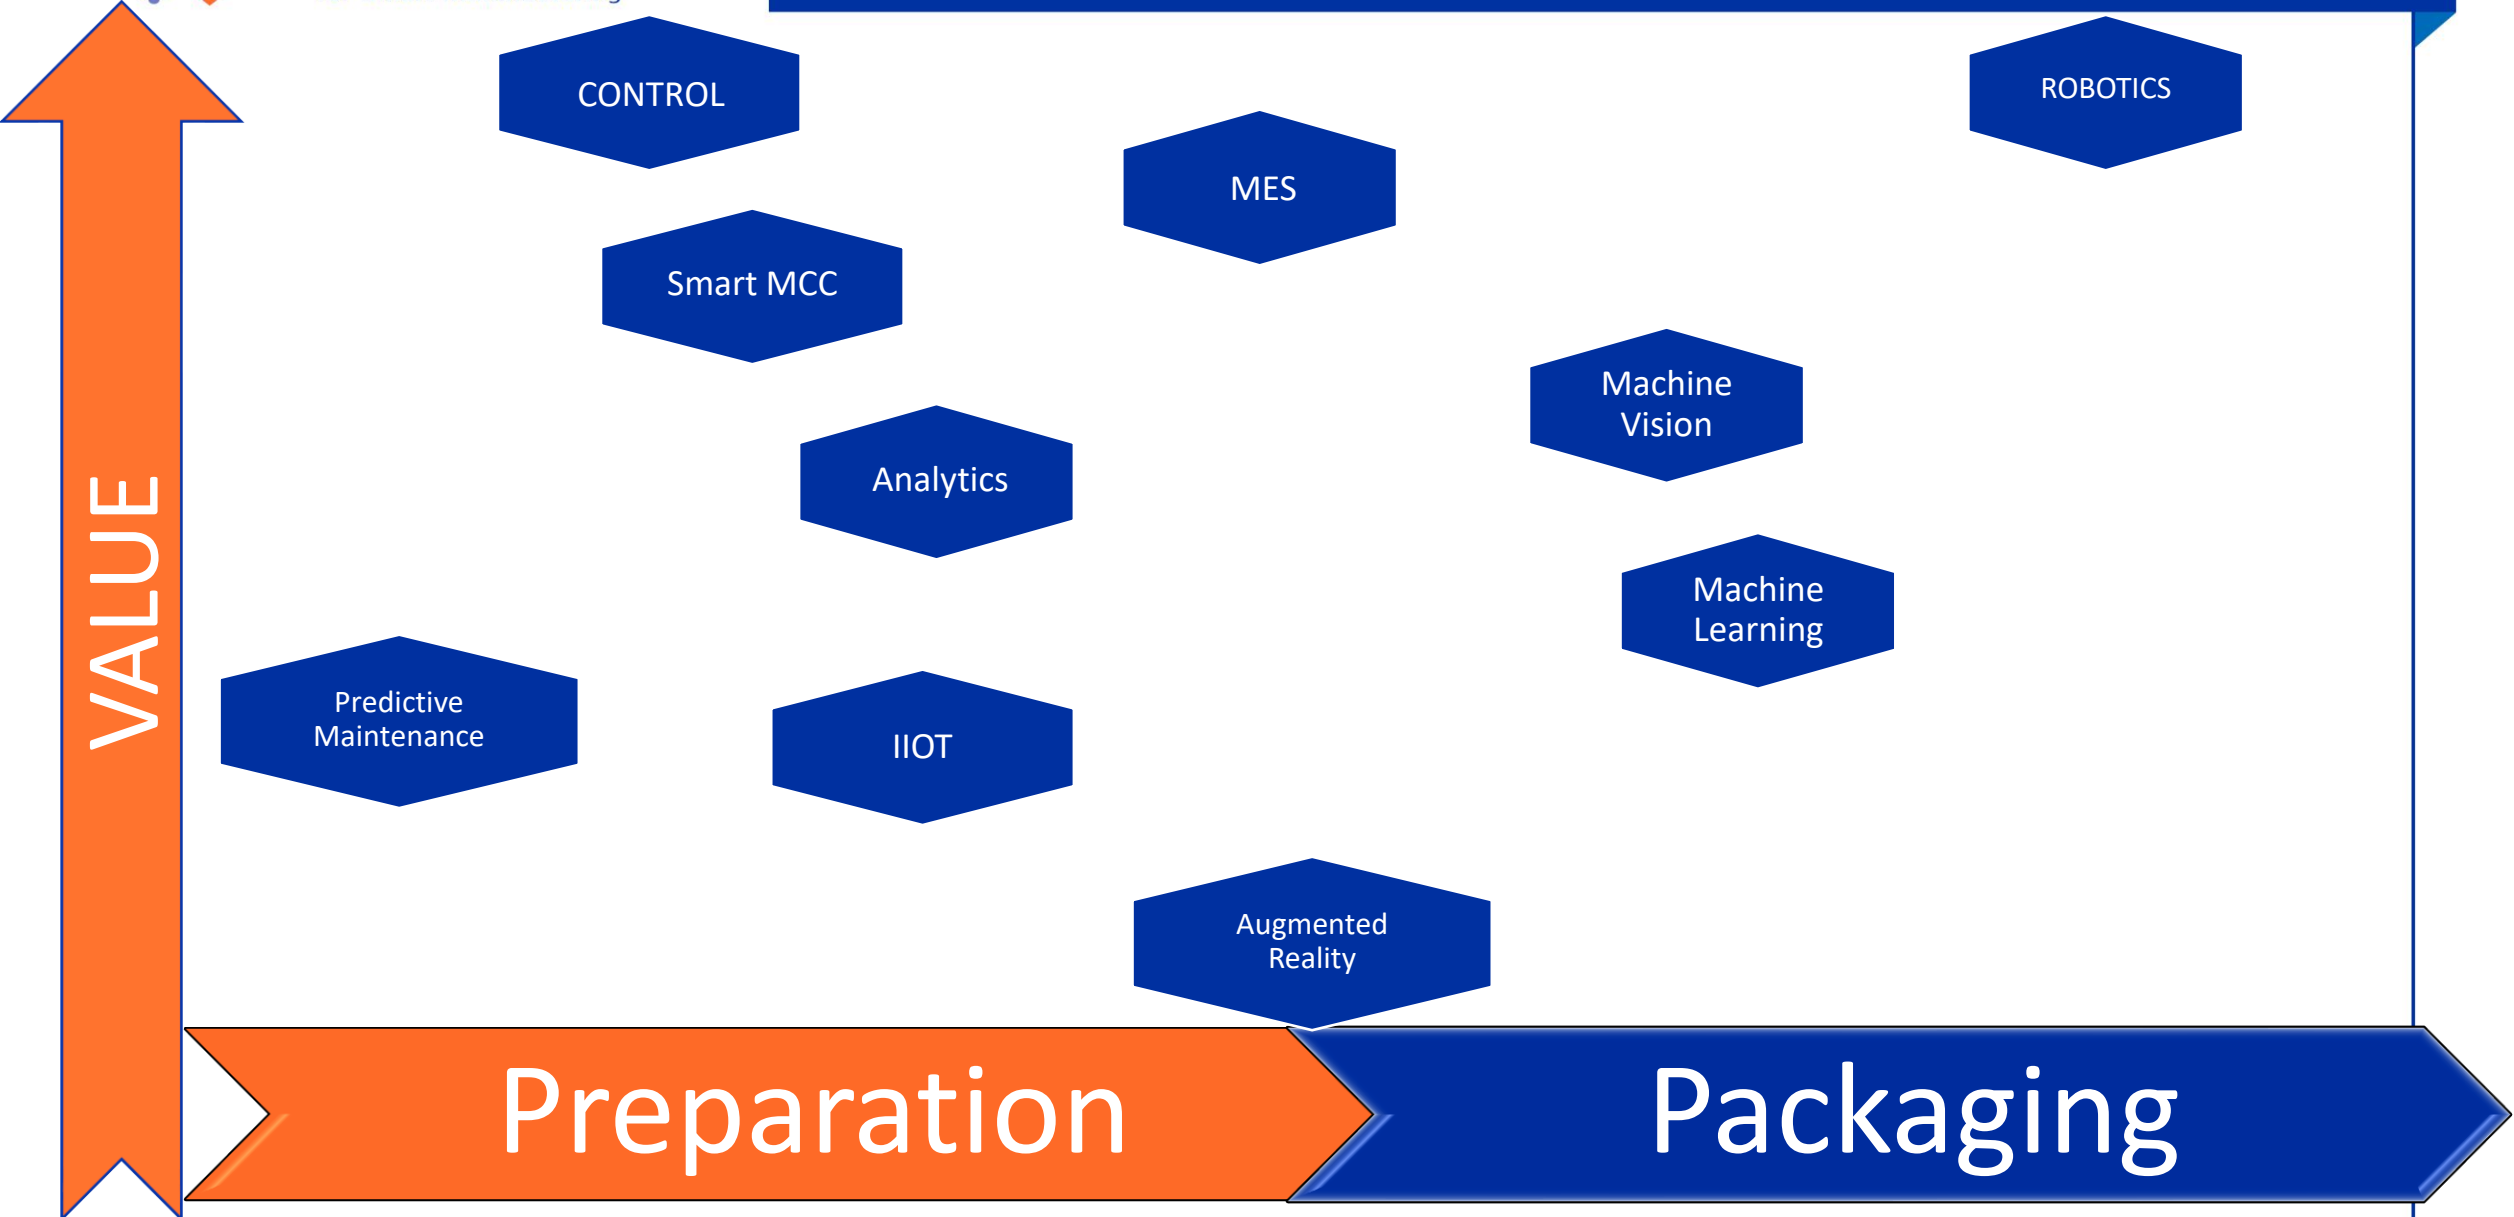 CONTROL
ROBOTICS
MES
Smart MCC
Machine
Vision
Analytics
Machine
Learning
VALUE
Predictive
Maintenance
IIOT
Augmented
Reality
Preparation
Packaging